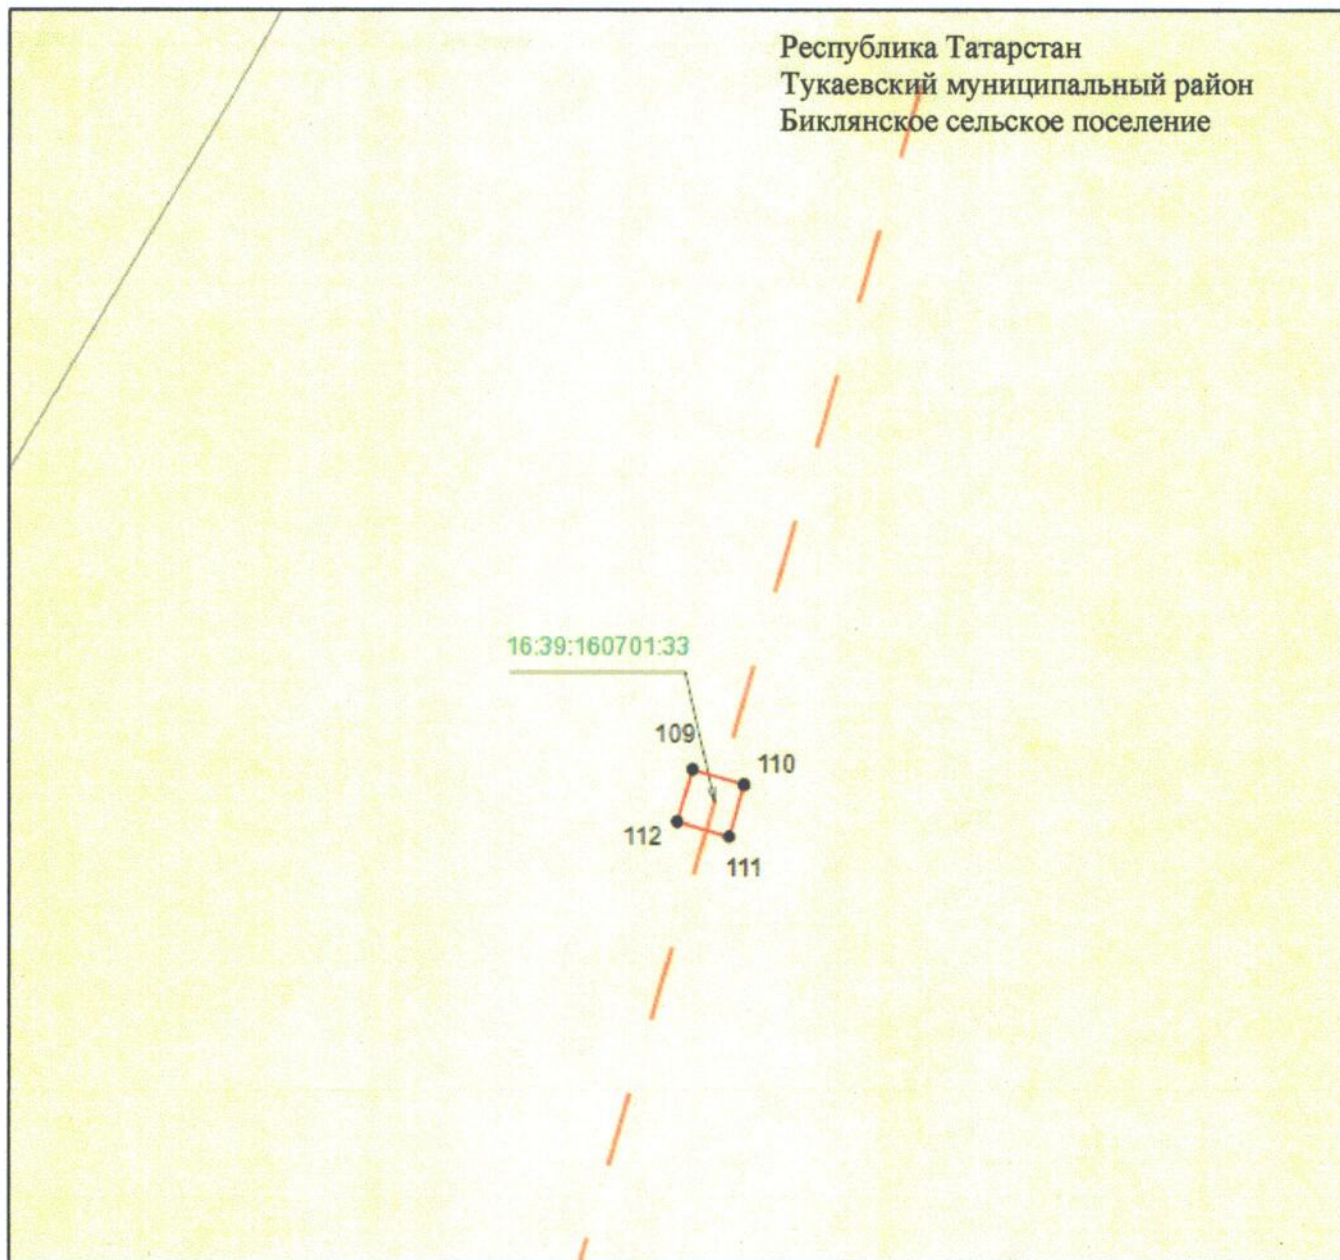 Республика Татарстан
Тукаевский муниципальный район
Биклянское сельское поселение
16:39:160701:33
109
110
112
111